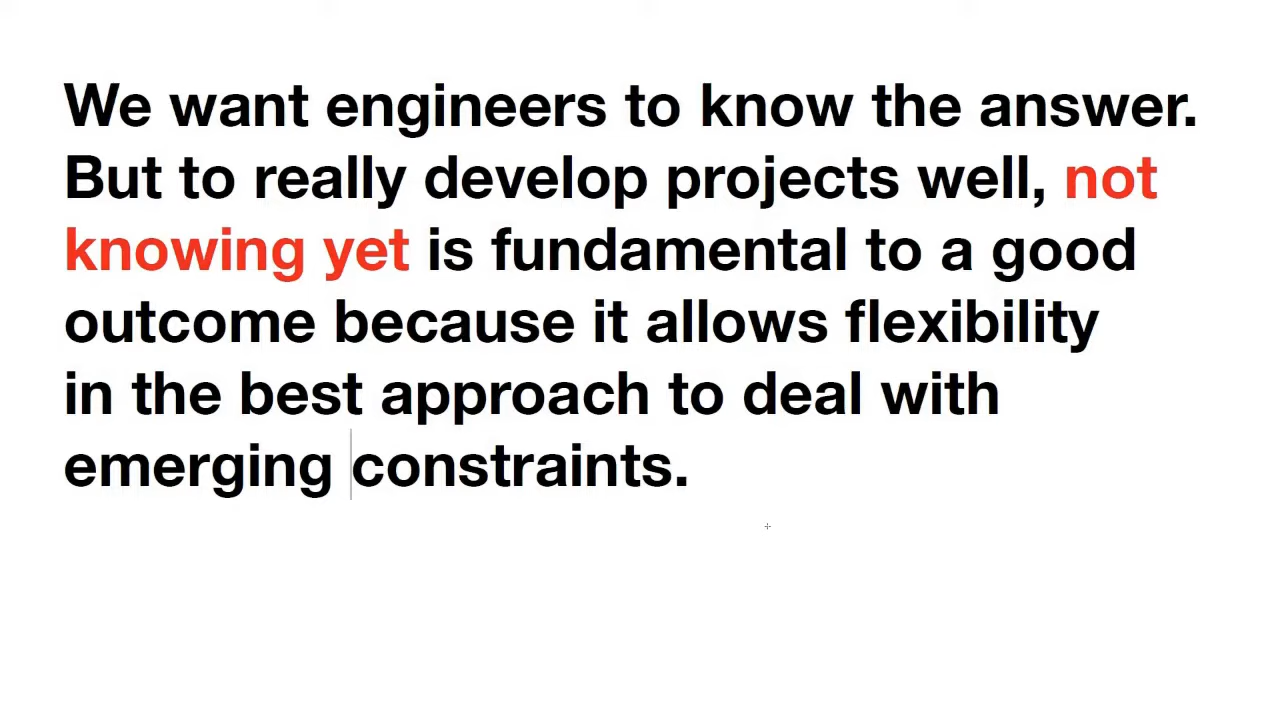 We want engineers to know the answer.
But to really develop projects well, not
knowing yet is fundamental to a good
outcome because it allows flexibility
in the best approach to deal with
emerging constraints.